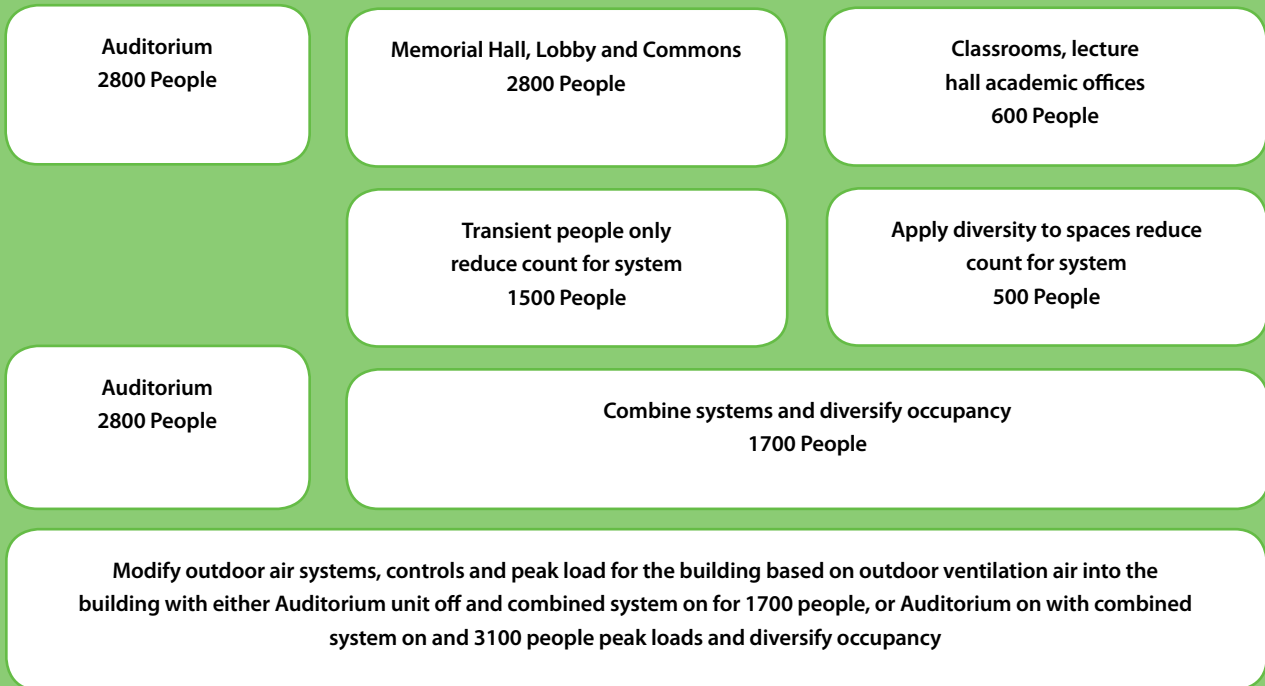 Auditorium
2800 People
Memorial Hall, Lobby and Commons
2800 People
Classrooms, lecture
hall academic offices
600 People
Transient people only
reduce count for system
1500 People
Apply diversity to spaces reduce
count for system
500 People
Auditorium
2800 People
Combine systems and diversify occupancy
1700 People
Modify outdoor air systems, controls and peak load for the building based on outdoor ventilation air into the
building with either Auditorium unit off and combined system on for 1700 people, or Auditorium on with combined
system on and 3100 people peak loads and diversify occupancy